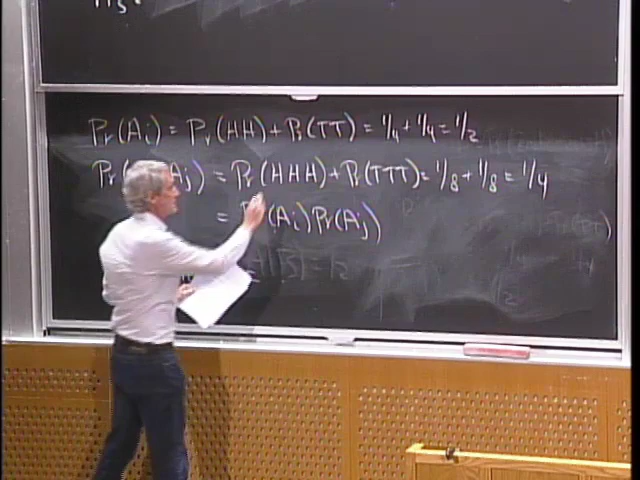 Pr(Ai) = Pr(HH) + Pr(TT) = 1/4 + 1/4 = 1/2
Pr( Aj) = Pr(HHH) + Pr(TTT) = 1/8 + 1/8 = 1/4
= Pr(Ai)Pr(Aj)